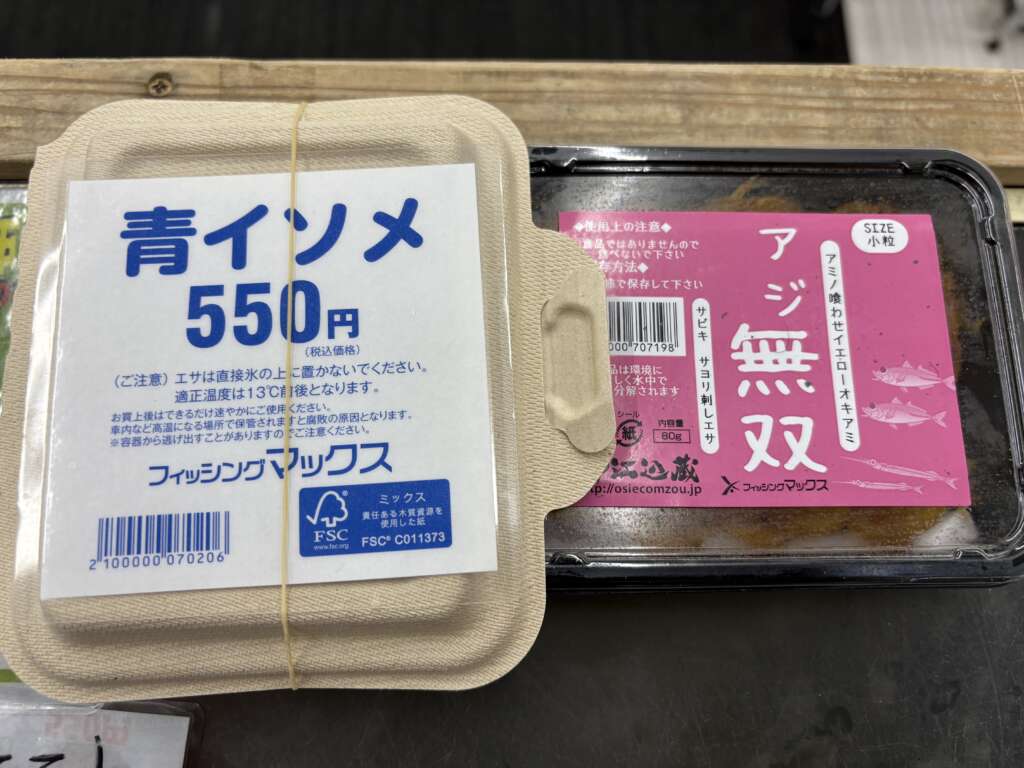 青イソメ
550円
(税込価格)
(ご注意) エサは直接氷の上に置かないでください。
適正温度は13℃前後となります。
お買上後はできるだけ速やかにご使用ください。
車内など高温になる場所で保管されますと腐敗の原因となります。
※容器から逃げ出すことがありますのでご注意ください。
フィッシングマックス
2 100000 070206
FSC
www.fsc.org
ミックス
責任ある木質資源を
使用した紙
FSC® C011373
SIZE
小粒
アミノ喰わせイエローオキアミ
アジ無双
サビキ サヨリ刺しエサ
◆使用上の注意◆
食品ではありませんので
食べないで下さい
存方法◆
で保存して下さい
000 707198
品は環境に
しく水中で
分解されます
シール
紙
内容量
80g
江込蔵
p://osiecomzou.jp
フィッシングマックス